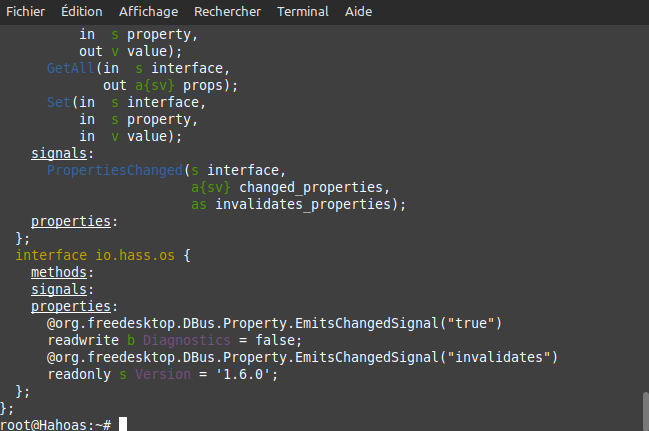 Fichier Édition Affichage Rechercher Terminal Aide
in s property,
out v value);
GetAll(in s interface,
out a{sv} props);
Set(in s interface,
in s property,
in v value);
signals:
PropertiesChanged(s interface,
a{sv} changed_properties,
as invalidates_properties);
properties:
};
interface io.hass.os {
methods:
signals:
properties:
@org.freedesktop.DBus.Property.EmitsChangedSignal("true")
readwrite b Diagnostics = false;
@org.freedesktop.DBus.Property.EmitsChangedSignal("invalidates")
readonly s Version = '1.6.0';
};
};
root@Hahoas:~#